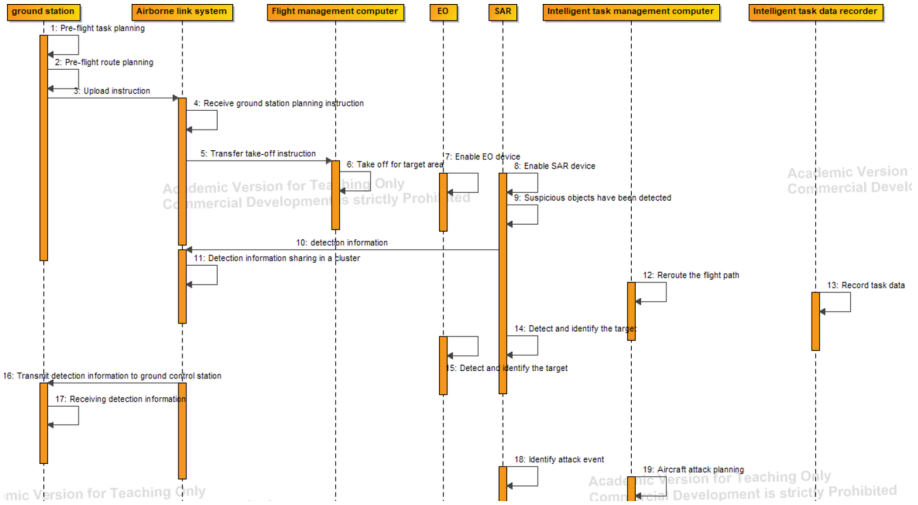 ground station
Airborne link system
Flight management computer
EO
SAR
Intelligent task management computer
Intelligent task data recorder
1: Pre-flight task planning
2: Pre-flight route planning
3: Upload instruction
4: Receive ground station planning instruction
5: Transfer take-off instruction
6: Take off for target area
7: Enable EO device
8: Enable SAR device
Academic Version for Teaching Only
Commercial Development is strictly Prohibited
Academic Version
Commercial Devel
9: Suspicious objects have been detected
10: detection information
11: Detection information sharing in a cluster
12: Reroute the flight path
13: Record task data
14: Detect and identify the target
15: Detect and identify the target
16: Transmit detection information to ground control station
17: Receiving detection information
18: Identify attack event
19: Aircraft attack planning
emic Version for Teaching Only
Academic Version for Teaching Only
Commercial Development is strictly Prohibited